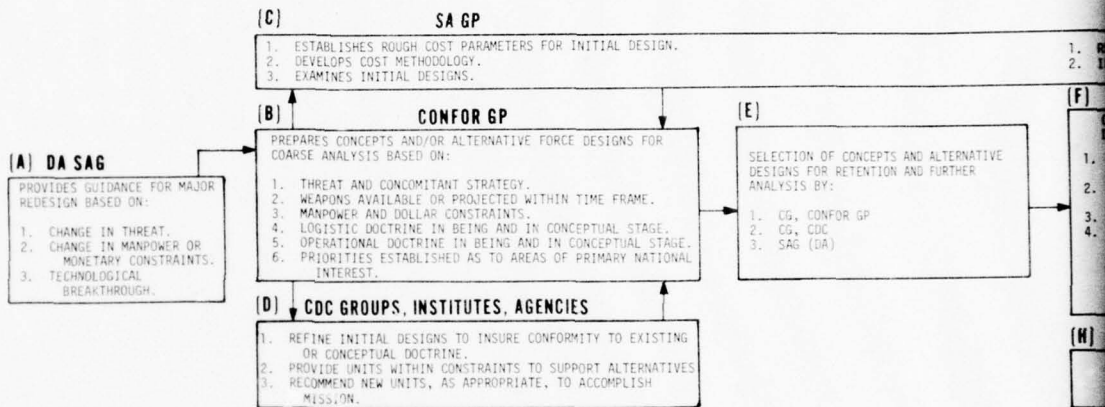 (C) SA GP
1. ESTABLISHES ROUGH COST PARAMETERS FOR INITIAL DESIGN.
2. DEVELOPS COST METHODOLOGY.
3. EXAMINES INITIAL DESIGNS.
1.
2.
(A) DA SAG
PROVIDES GUIDANCE FOR MAJOR
REDESIGN BASED ON:
1. CHANGE IN THREAT.
2. CHANGE IN MANPOWER OR
MONETARY CONSTRAINTS.
3. TECHNOLOGICAL
BREAKTHROUGH.
(B) CONFOR GP
PREPARES CONCEPTS AND/OR ALTERNATIVE FORCE DESIGNS FOR
COARSE ANALYSIS BASED ON:
1. THREAT AND CONCOMITANT STRATEGY.
2. WEAPONS AVAILABLE OR PROJECTED WITHIN TIME FRAME.
3. MANPOWER AND DOLLAR CONSTRAINTS.
4. LOGISTIC DOCTRINE IN BEING AND IN CONCEPTUAL STAGE.
5. OPERATIONAL DOCTRINE IN BEING AND IN CONCEPTUAL STAGE.
6. PRIORITIES ESTABLISHED AS TO AREAS OF PRIMARY NATIONAL
INTEREST.
(D) CDC GROUPS, INSTITUTES, AGENCIES
1. REFINE INITIAL DESIGNS TO INSURE CONFORMITY TO EXISTING
OR CONCEPTUAL DOCTRINE.
2. PROVIDE UNITS WITHIN CONSTRAINTS TO SUPPORT ALTERNATIVES
3. RECOMMEND NEW UNITS, AS APPROPRIATE, TO ACCOMPLISH
MISSION.
(E)
SELECTION OF CONCEPTS AND ALTERNATIVE
DESIGNS FOR RETENTION AND FURTHER
ANALYSIS BY:
1. CG, CONFOR GP
2. CG, CDC
3. SAG (DA)
(F)
1.
2.
3.
4.
(H)